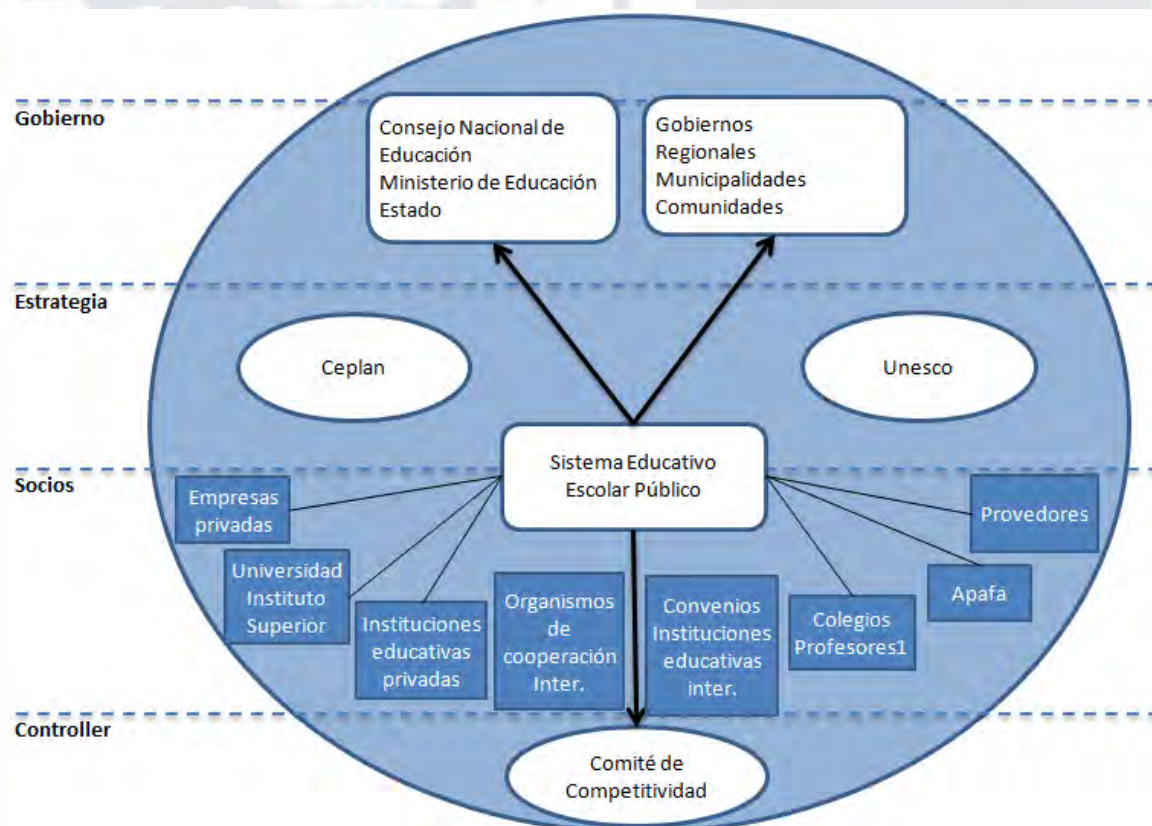 Gobierno
Consejo Nacional de
Educación
Ministerio de Educación
Estado
Gobiernos
Regionales
Municipalidades
Comunidades
Estrategia
Ceplan
Unesco
Sistema Educativo
Escolar Público
Socios
Empresas
privadas
Universidad
Instituto
Superior
Instituciones
educativas
privadas
Organismos
de
cooperación
Inter.
Convenios
Instituciones
educativas
inter.
Colegios
Profesores1
Apafa
Provedores
Controller
Comité de
Competitividad